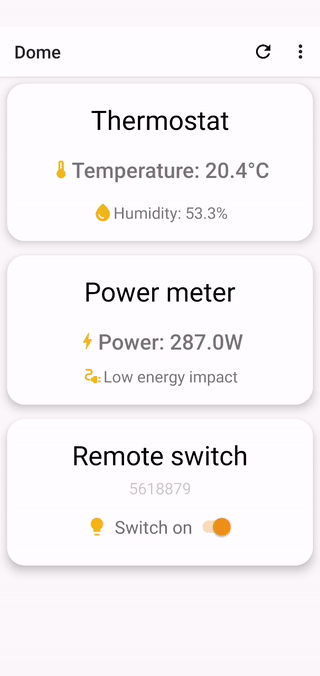 Dome
Thermostat
Temperature: 20.4°C
Humidity: 53.3%
Power meter
Power: 287.0W
Low energy impact
Remote switch
5618879
Switch on